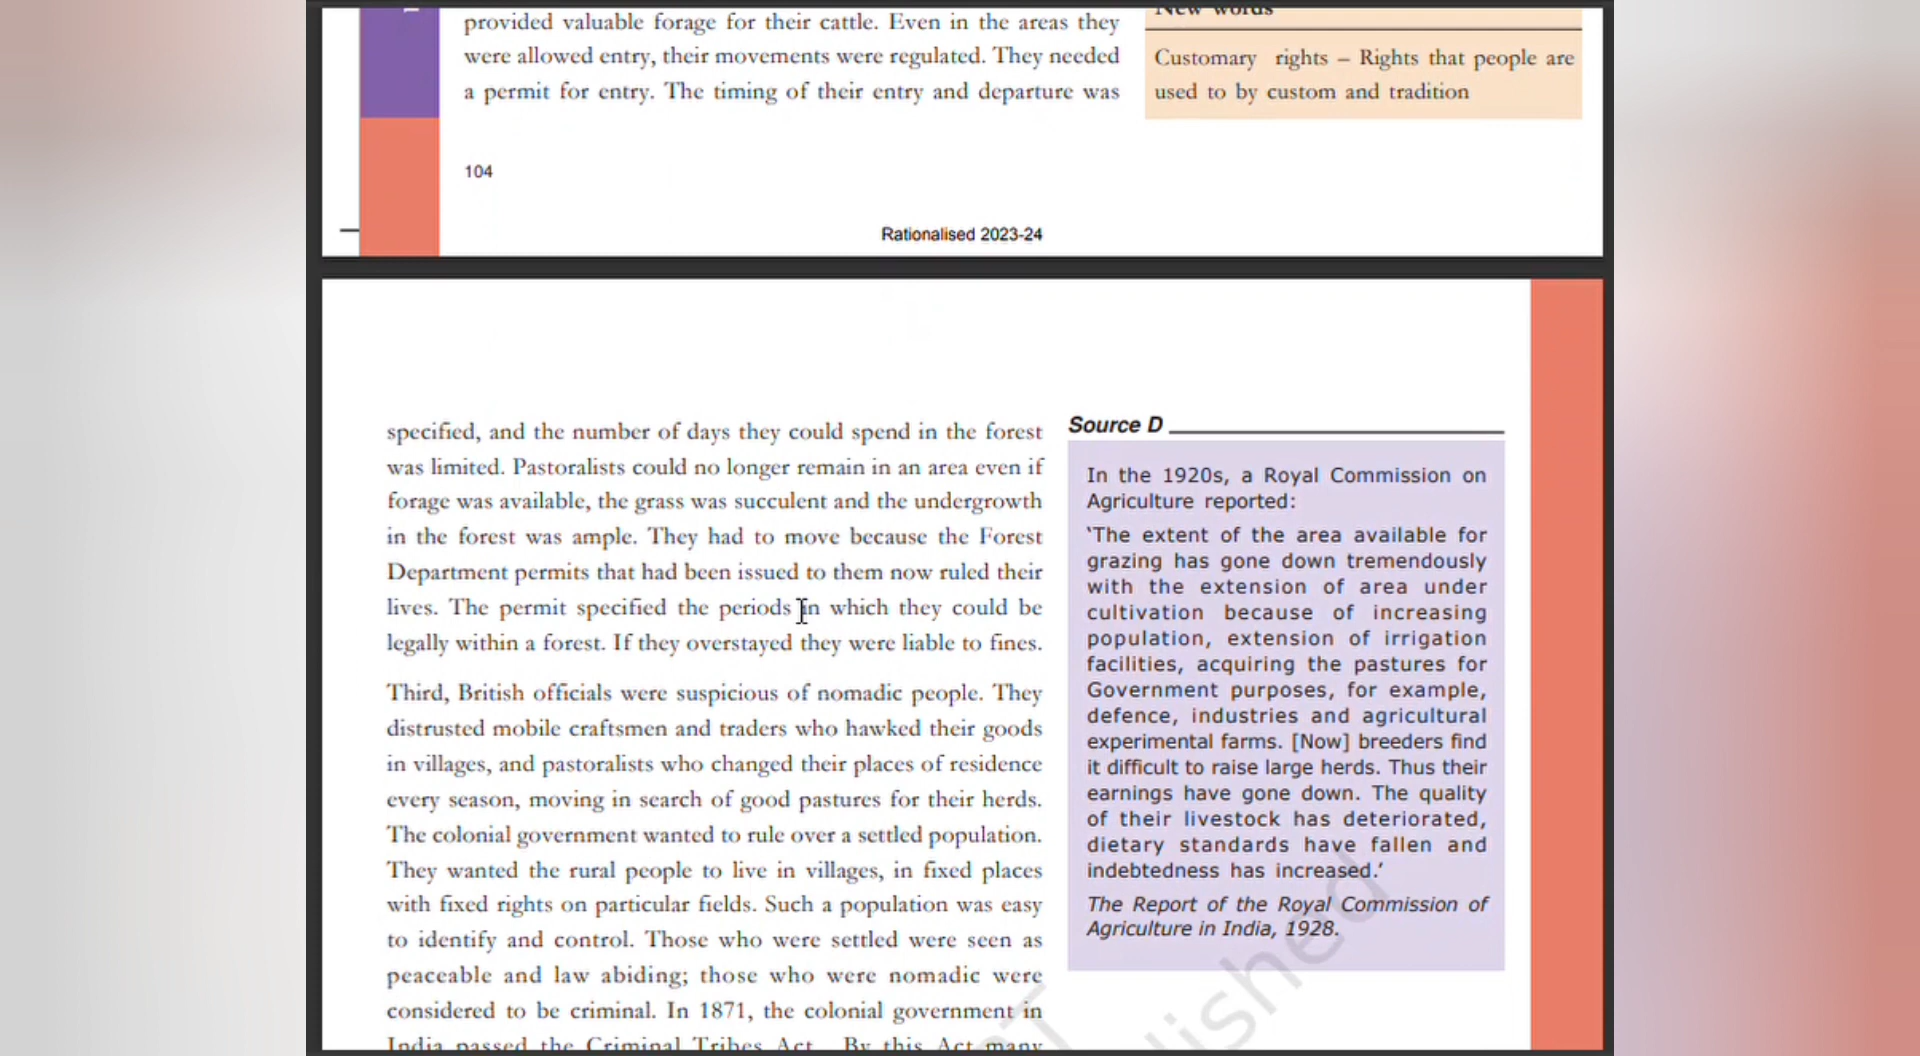 provided valuable forage for their cattle. Even in the areas they
were allowed entry, their movements were regulated. They needed
a permit for entry. The timing of their entry and departure was
New words
Customary rights – Rights that people are
used to by custom and tradition
104
Rationalised 2023-24
specified, and the number of days they could spend in the forest
was limited. Pastoralists could no longer remain in an area even if
forage was available, the grass was succulent and the undergrowth
in the forest was ample. They had to move because the Forest
Department permits that had been issued to them now ruled their
lives. The permit specified the periods in which they could be
legally within a forest. If they overstayed they were liable to fines.
Third, British officials were suspicious of nomadic people. They
distrusted mobile craftsmen and traders who hawked their goods
in villages, and pastoralists who changed their places of residence
every season, moving in search of good pastures for their herds.
The colonial government wanted to rule over a settled population.
They wanted the rural people to live in villages, in fixed places
with fixed rights on particular fields. Such a population was easy
to identify and control. Those who were settled were seen as
peaceable and law abiding; those who were nomadic were
considered to be criminal. In 1871, the colonial government in
India passed the Criminal Tribes Act. By this Act many
Source D
In the 1920s, a Royal Commission on
Agriculture reported:
‘The extent of the area available for
grazing has gone down tremendously
with the extension of area under
cultivation because of increasing
population, extension of irrigation
facilities, acquiring the pastures for
Government purposes, for example,
defence, industries and agricultural
experimental farms. [Now] breeders find
it difficult to raise large herds. Thus their
earnings have gone down. The quality
of their livestock has deteriorated,
dietary standards have fallen and
indebtedness has increased.’
The Report of the Royal Commission of
Agriculture in India, 1928.